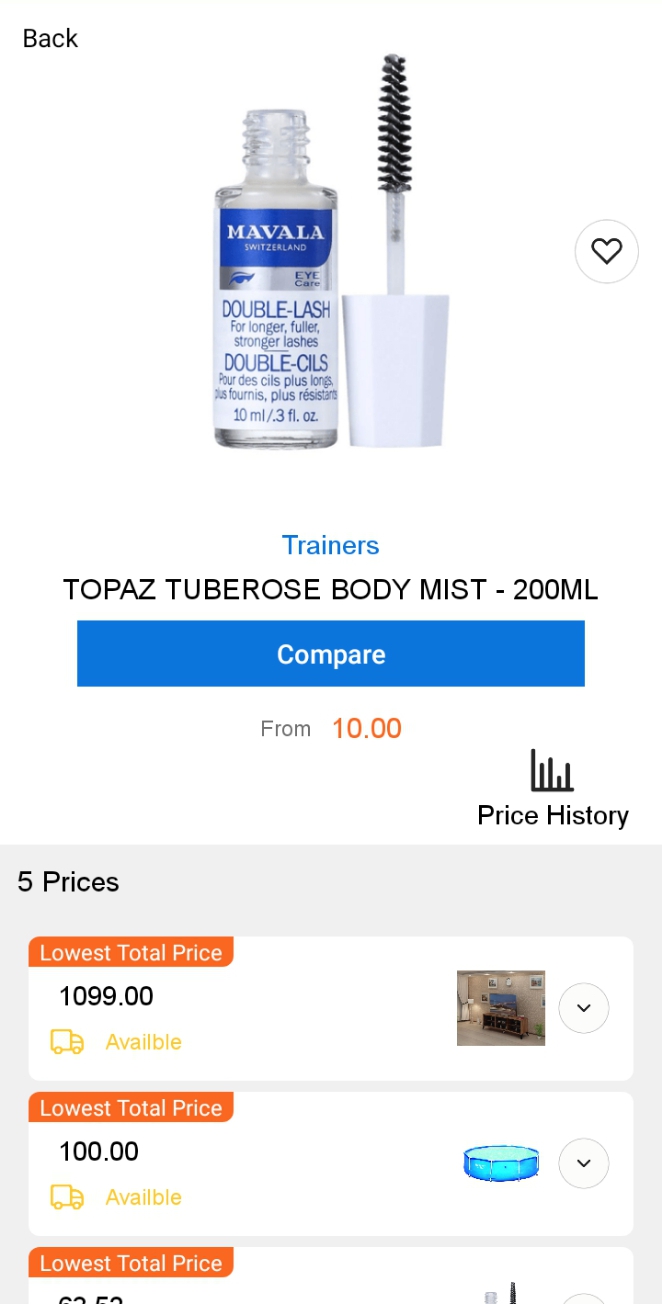 Back
MAVALA
SWITZERLAND
EYE
Care
DOUBLE-LASH
For longer, fuller,
stronger lashes
DOUBLE-CILS
Pour des cils plus longs,
plus fournis, plus résistants
10 ml/.3 fl. oz.
Trainers
TOPAZ TUBEROSE BODY MIST - 200ML
Compare
From 10.00
Price History
5 Prices
Lowest Total Price
1099.00
Availble
Lowest Total Price
100.00
Availble
Lowest Total Price